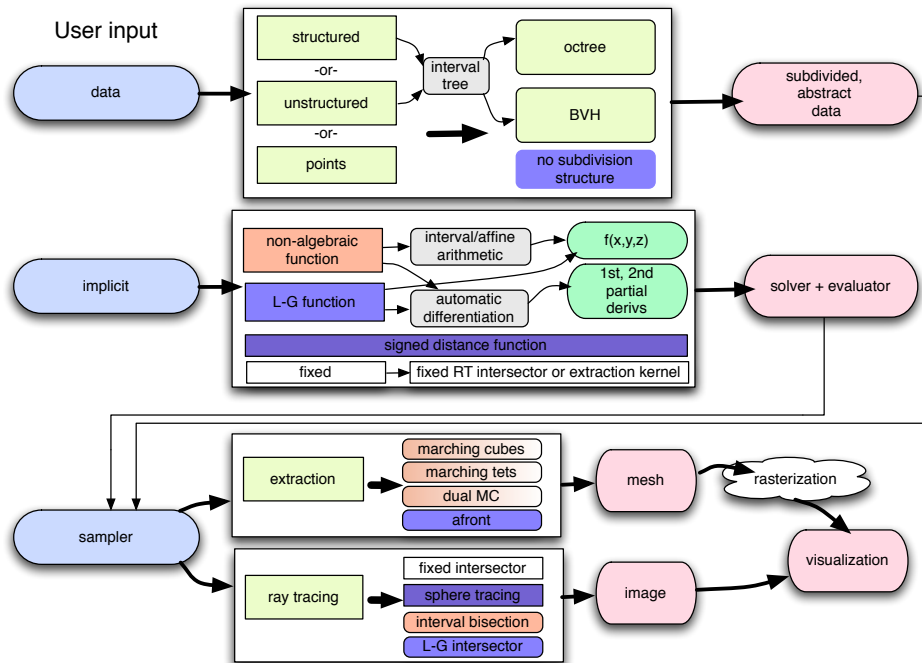 User input
data
structured
-or-
unstructured
-or-
points
interval
tree
octree
BVH
no subdivision
structure
subdivided,
abstract
data
implicit
non-algebraic
function
L-G function
interval/affine
arithmetic
automatic
differentiation
f(x,y,z)
1st, 2nd
partial
derivs
signed distance function
fixed
fixed RT intersector or extraction kernel
solver + evaluator
sampler
extraction
marching cubes
marching tets
dual MC
afront
mesh
rasterization
visualization
ray tracing
fixed intersector
sphere tracing
interval bisection
L-G intersector
image